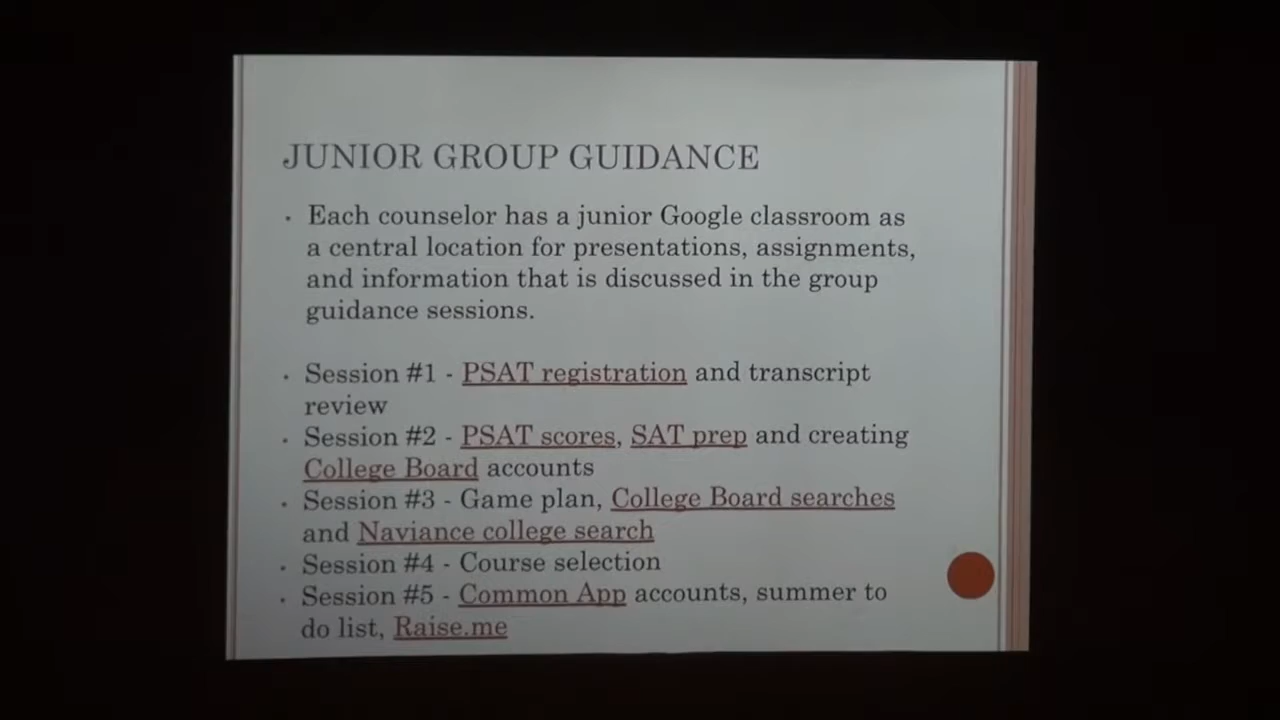 JUNIOR GROUP GUIDANCE
• Each counselor has a junior Google classroom as
a central location for presentations, assignments,
and information that is discussed in the group
guidance sessions.
• Session #1 - PSAT registration and transcript
review
• Session #2 - PSAT scores, SAT prep and creating
College Board accounts
• Session #3 - Game plan, College Board searches
and Naviance college search
• Session #4 - Course selection
• Session #5 - Common App accounts, summer to
do list, Raise.me